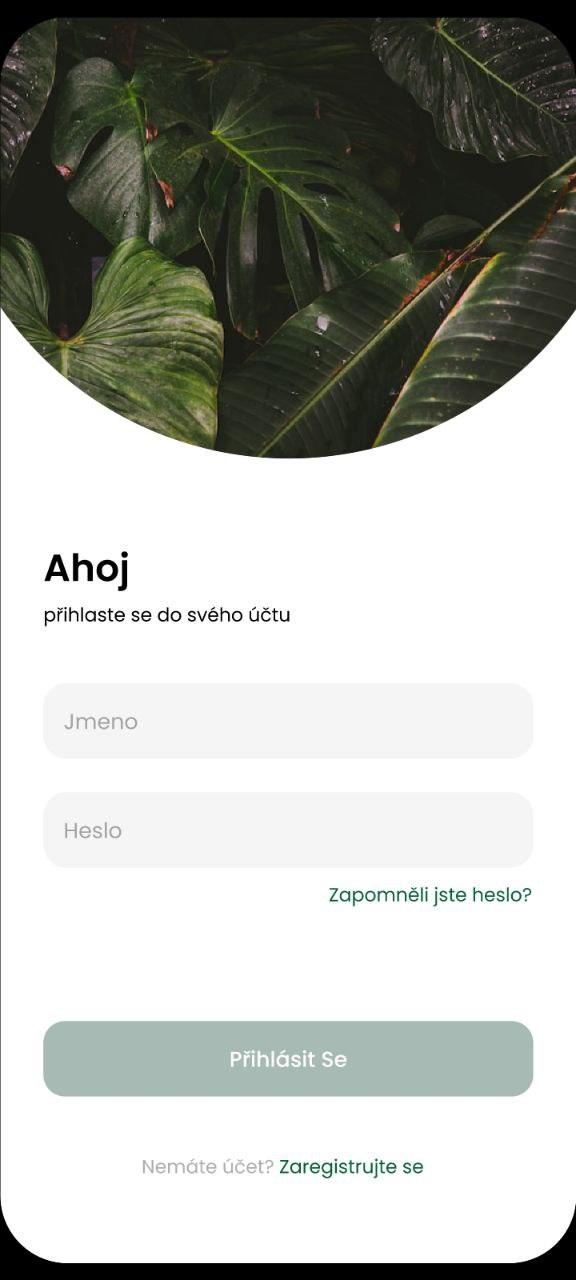 Ahoj
přihlaste se do svého účtu
Jmeno
Heslo
Zapomněli jste heslo?
Přihlásit Se
Nemáte účet? Zaregistrujte se